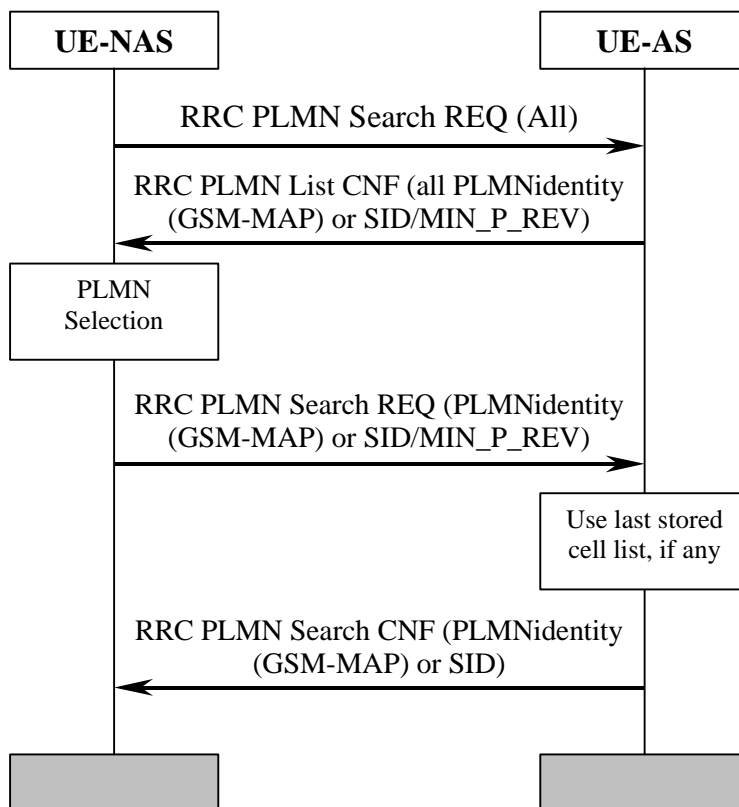 UE-NAS
UE-AS
RRC PLMN Search REQ (All)
RRC PLMN List CNF (all PLMNidentity
(GSM-MAP) or SID/MIN_P_REV)
PLMN
Selection
RRC PLMN Search REQ (PLMNidentity
(GSM-MAP) or SID/MIN_P_REV)
Use last stored
cell list, if any
RRC PLMN Search CNF (PLMNidentity
(GSM-MAP) or SID)